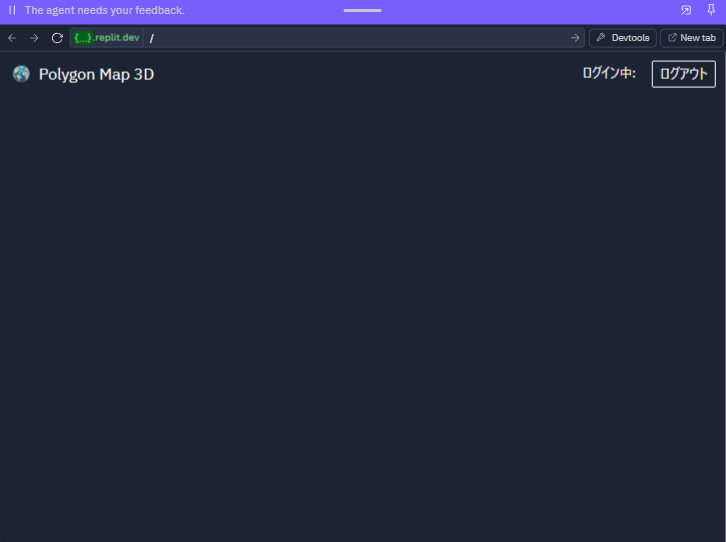 The agent needs your feedback.
{...}.replit.dev / Devtools New tab
Polygon Map 3D ログイン中: ログアウト